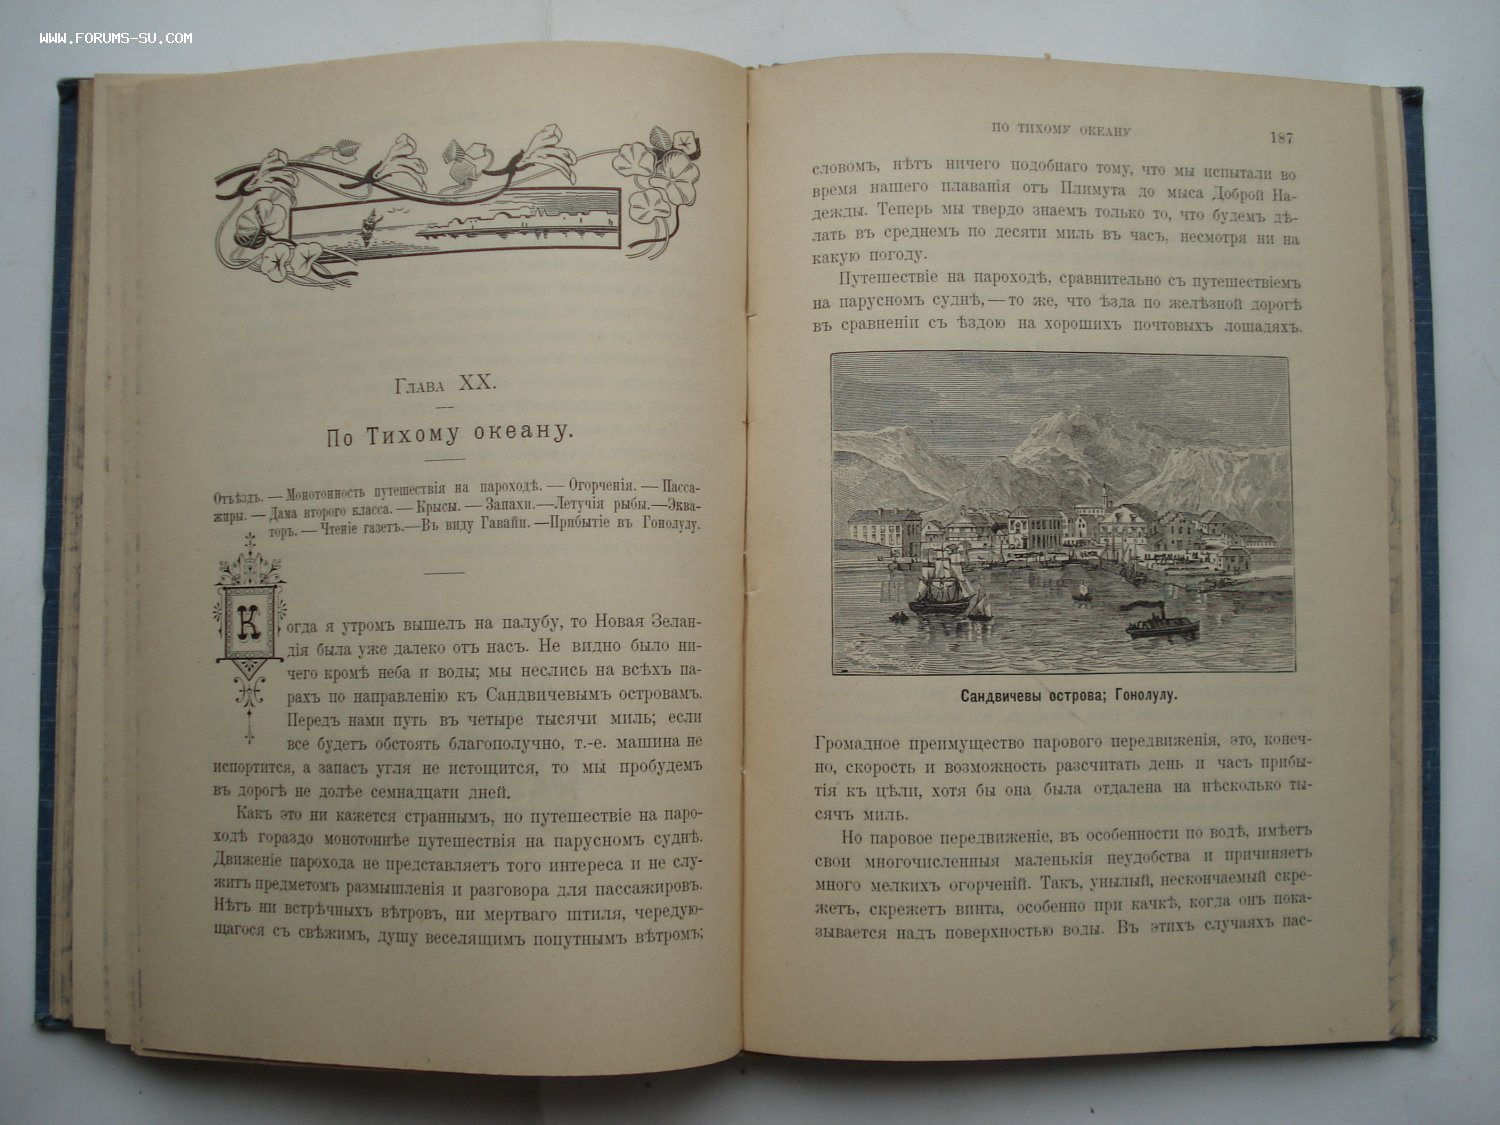 WWW.FORUMS-SU.COM
Глава XX.
По Тихому океану.
Отъѣздъ. — Монотонность путешествія на пароходѣ. — Огорченія. — Пасса-
жиры. — Дама второго класса. — Крысы. — Запахи. — Летучія рыбы. — Эква-
торъ. — Чтеніе газетъ. — Въ виду Гавайи. — Прибытіе въ Гонолулу.
Когда я утромъ вышелъ на палубу, то Новая Зелан-
дія была уже далеко отъ насъ. Не видно было ни-
чего кромѣ неба и воды; мы неслись на всѣхъ па-
рахъ по направленію къ Сандвичевымъ островамъ.
Передъ нами путь въ четыре тысячи миль; если
все будетъ обстоять благополучно, т.-е. машина не
испортится, а запасъ угля не истощится, то мы пробудемъ
въ дорогѣ не долѣе семнадцати дней.
Какъ это ни кажется страннымъ, но путешествіе на паро-
ходѣ гораздо монотоннѣе путешествія на парусномъ суднѣ.
Движеніе парохода не представляетъ того интереса и не слу-
житъ предметомъ размышленія и разговора для пассажировъ.
Нѣтъ ни встрѣчныхъ вѣтровъ, ни мертваго штиля, чередую-
щагося съ свѣжимъ, душу веселящимъ попутнымъ вѣтромъ;
ПО ТИХОМУ ОКЕАНУ
187
словомъ, нѣтъ ничего подобнаго тому, что мы испытали во
время нашего плаванія отъ Плимута до мыса Доброй На-
дежды. Теперь мы твердо знаемъ только то, что будемъ дѣ-
лать въ среднемъ по десяти миль въ часъ, несмотря ни на
какую погоду.
Путешествіе на пароходѣ, сравнительно съ путешествіемъ
на парусномъ суднѣ, — то же, что ѣзда по желѣзной дорогѣ
въ сравненіи съ ѣздою на хорошихъ почтовыхъ лошадяхъ.
Сандвичевы острова; Гонолулу.
Громадное преимущество парового передвиженія, это, конеч-
но, скорость и возможность разсчитать день и часъ прибы-
тія къ цѣли, хотя бы она была отдалена на нѣсколько ты-
сячъ миль.
Но паровое передвиженіе, въ особенности по водѣ, имѣетъ
свои многочисленныя маленькія неудобства и причиняетъ
много мелкихъ огорченій. Такъ, унылый, нескончаемый скре-
жетъ, скрежетъ винта, особенно при качкѣ, когда онъ пока-
зывается надъ поверхностью воды. Въ этихъ случаяхъ пас-